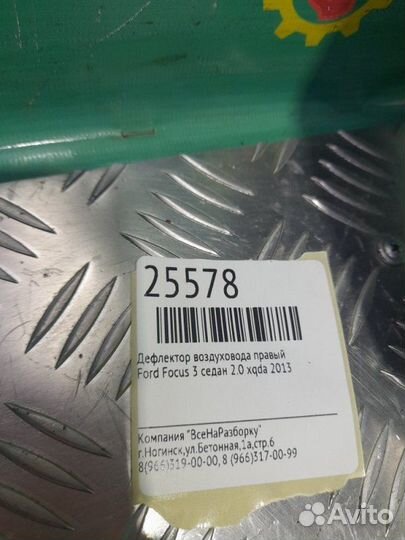 25578
Дефлектор воздуховода правый
Ford Focus 3 седан 2.0 xqda 2013
Компания "ВсеНаРазборку"
г.Ногинск,ул.Бетонная,1а,стр.6
8(966)319-00-00, 8 (966)317-00-99
Avito